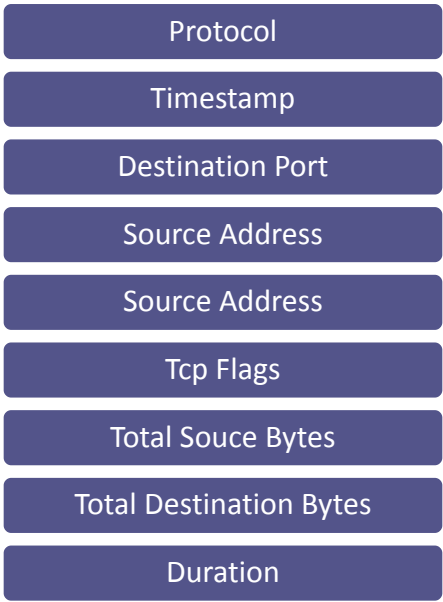 Protocol
Timestamp
Destination Port
Source Address
Source Address
Tcp Flags
Total Souce Bytes
Total Destination Bytes
Duration